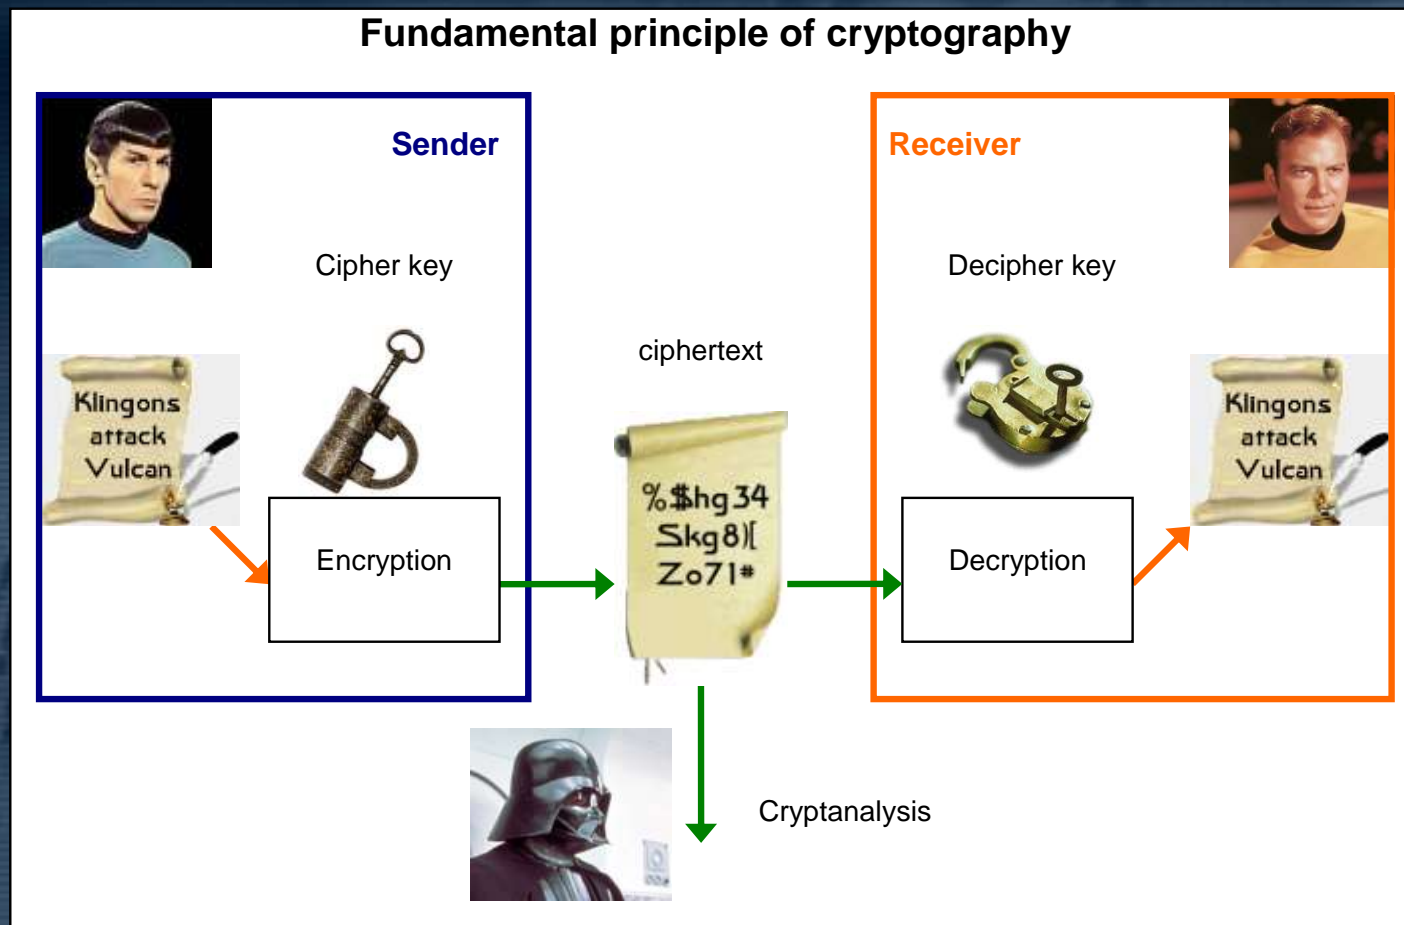 Fundamental principle of cryptography
Sender
Cipher key
Klingons
attack
Vulcan
Encryption
ciphertext
%$hg34
Skg8)[
Zo71#
Receiver
Decipher key
Decryption
Klingons
attack
Vulcan
Cryptanalysis